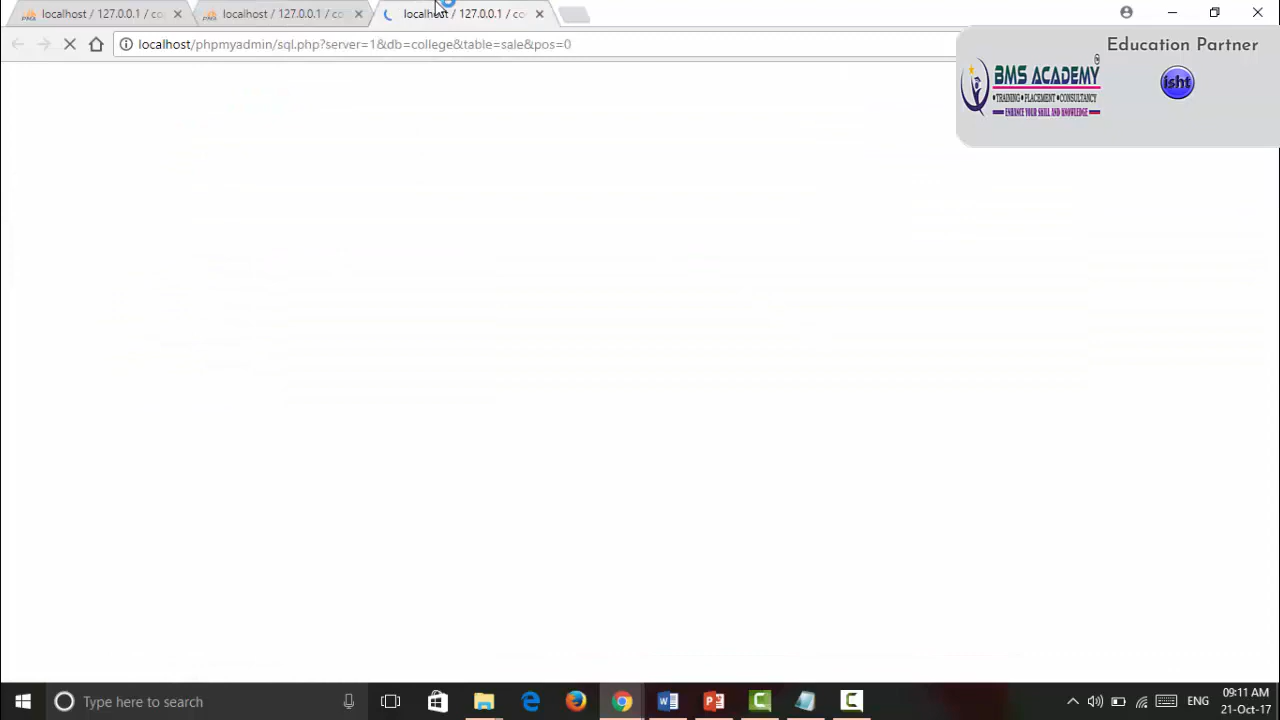 localhost / 127.0.0.1 / co
localhost / 127.0.0.1 / co
localhost / 127.0.0.1 / co
localhost/phpmyadmin/sql.php?server=1&db=college&table=sale&pos=0
Education Partner
BMS ACADEMY
•TRAINING•PLACEMENT•CONSULTANCY
ENHANCE YOUR SKILL AND KNOWLEDGE
isht
Type here to search
ENG
09:11 AM
21-Oct-17